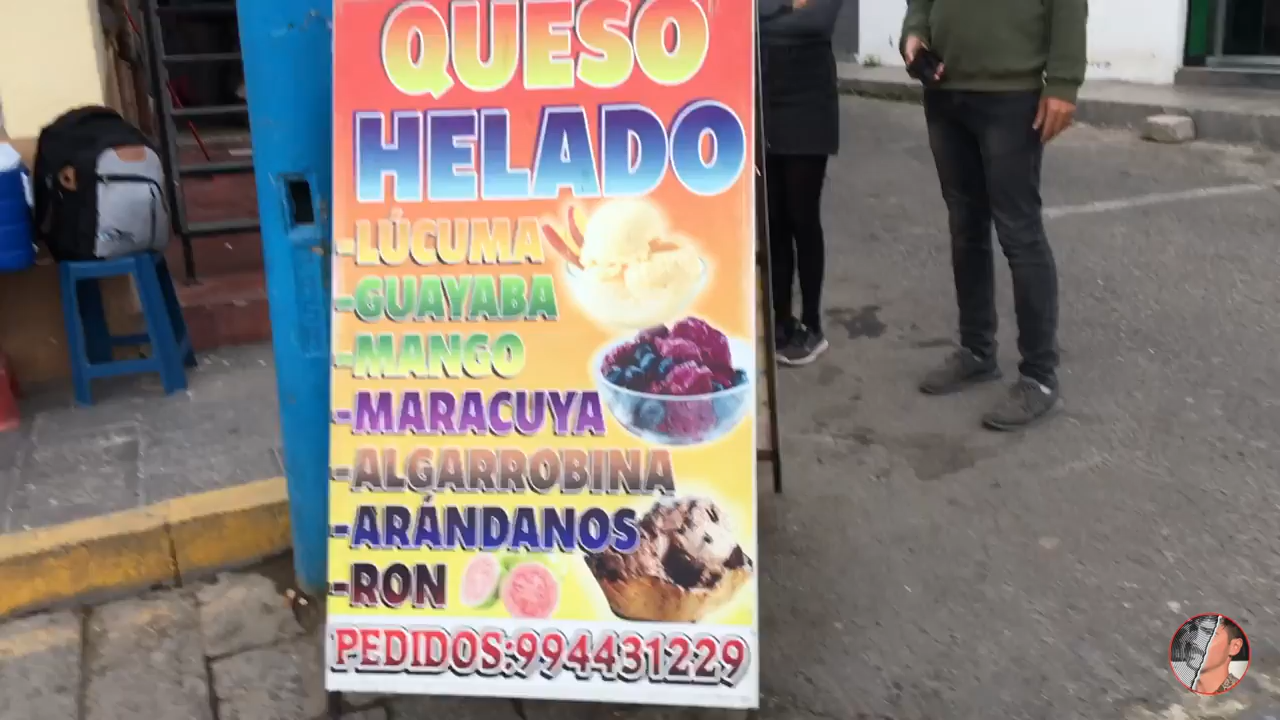 QUESO
HELADO
-LÚCUMA
-GUAYABA
-MANGO
-MARACUYA
-ALGARROBINA
-ARÁNDANOS
-RON
PEDIDOS:994431229